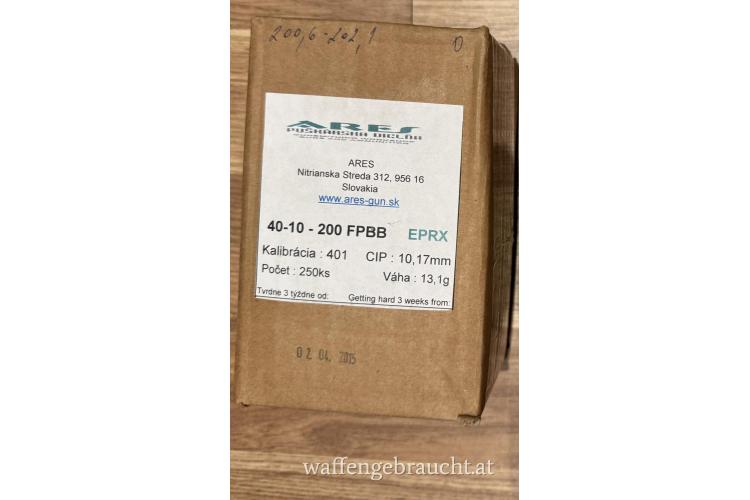 200,6-202,1 0
ARES
PUŠKÁRSKA DIELŇA
ARES
Nitrianska Streda 312, 956 16
Slovakia
www.ares-gun.sk
40-10 - 200 FPBB EPRX
Kalibrácia : 401 CIP : 10,17mm
Počet : 250ks Váha : 13,1g
Tvrdne 3 týždne od: Getting hard 3 weeks from:
02. 04. 2015
waffengebraucht.at